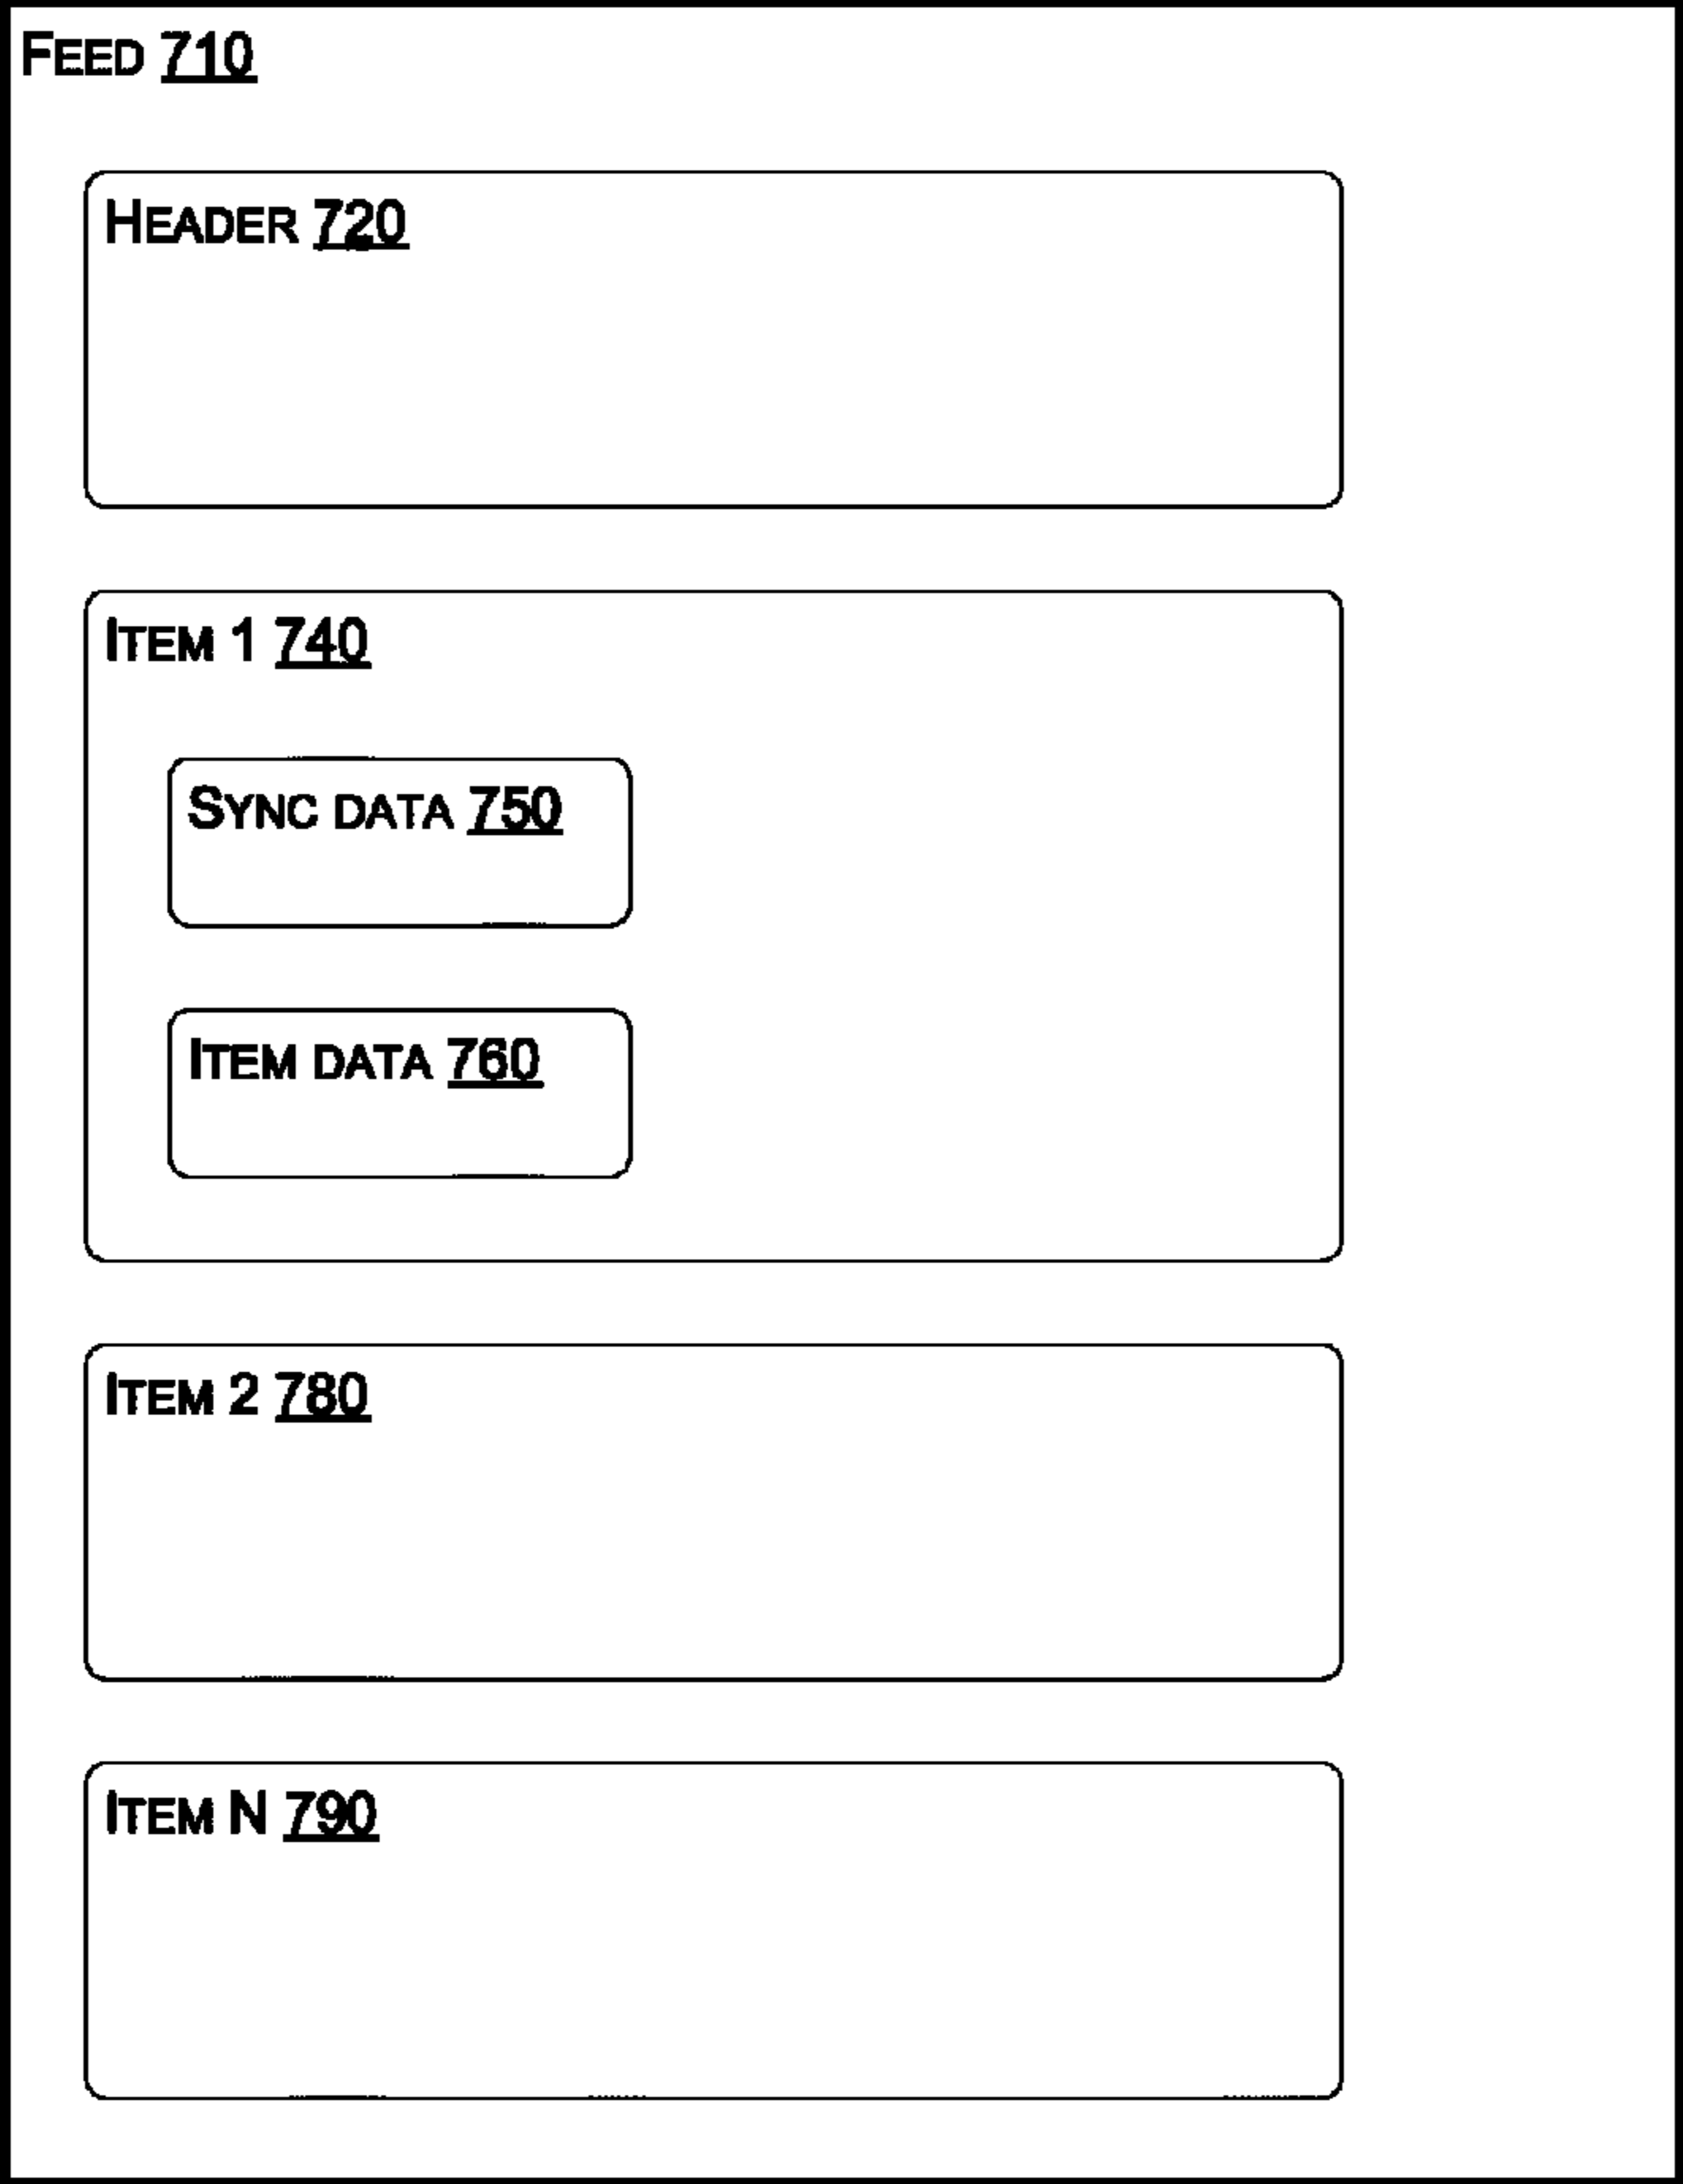 FEED 710
HEADER 720
ITEM 1 740
SYNC DATA 750
ITEM DATA 760
ITEM 2 780
ITEM N 790